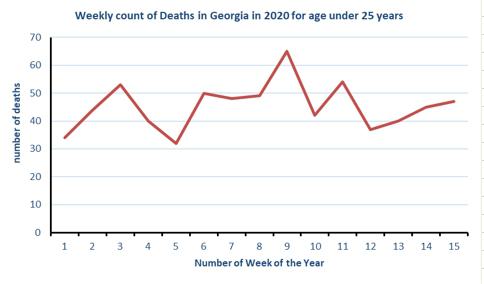 Weekly count of Deaths in Georgia in 2020 for age under 25 years
number of deaths
70
60
50
40
30
20
10
0
1 2 3 4 5 6 7 8 9 10 11 12 13 14 15
Number of Week of the Year